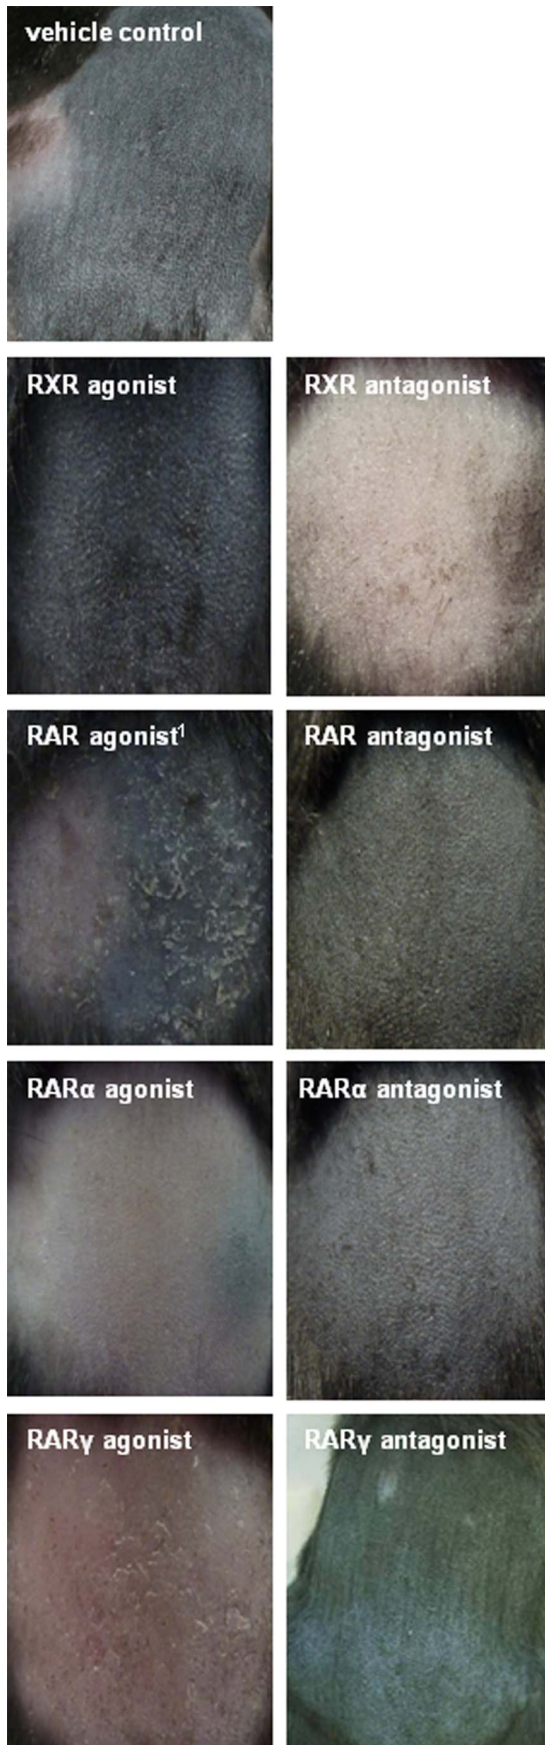 vehicle control
RXR agonist
RXR antagonist
RAR agonist¹
RAR antagonist
RARα agonist
RARα antagonist
RARγ agonist
RARγ antagonist